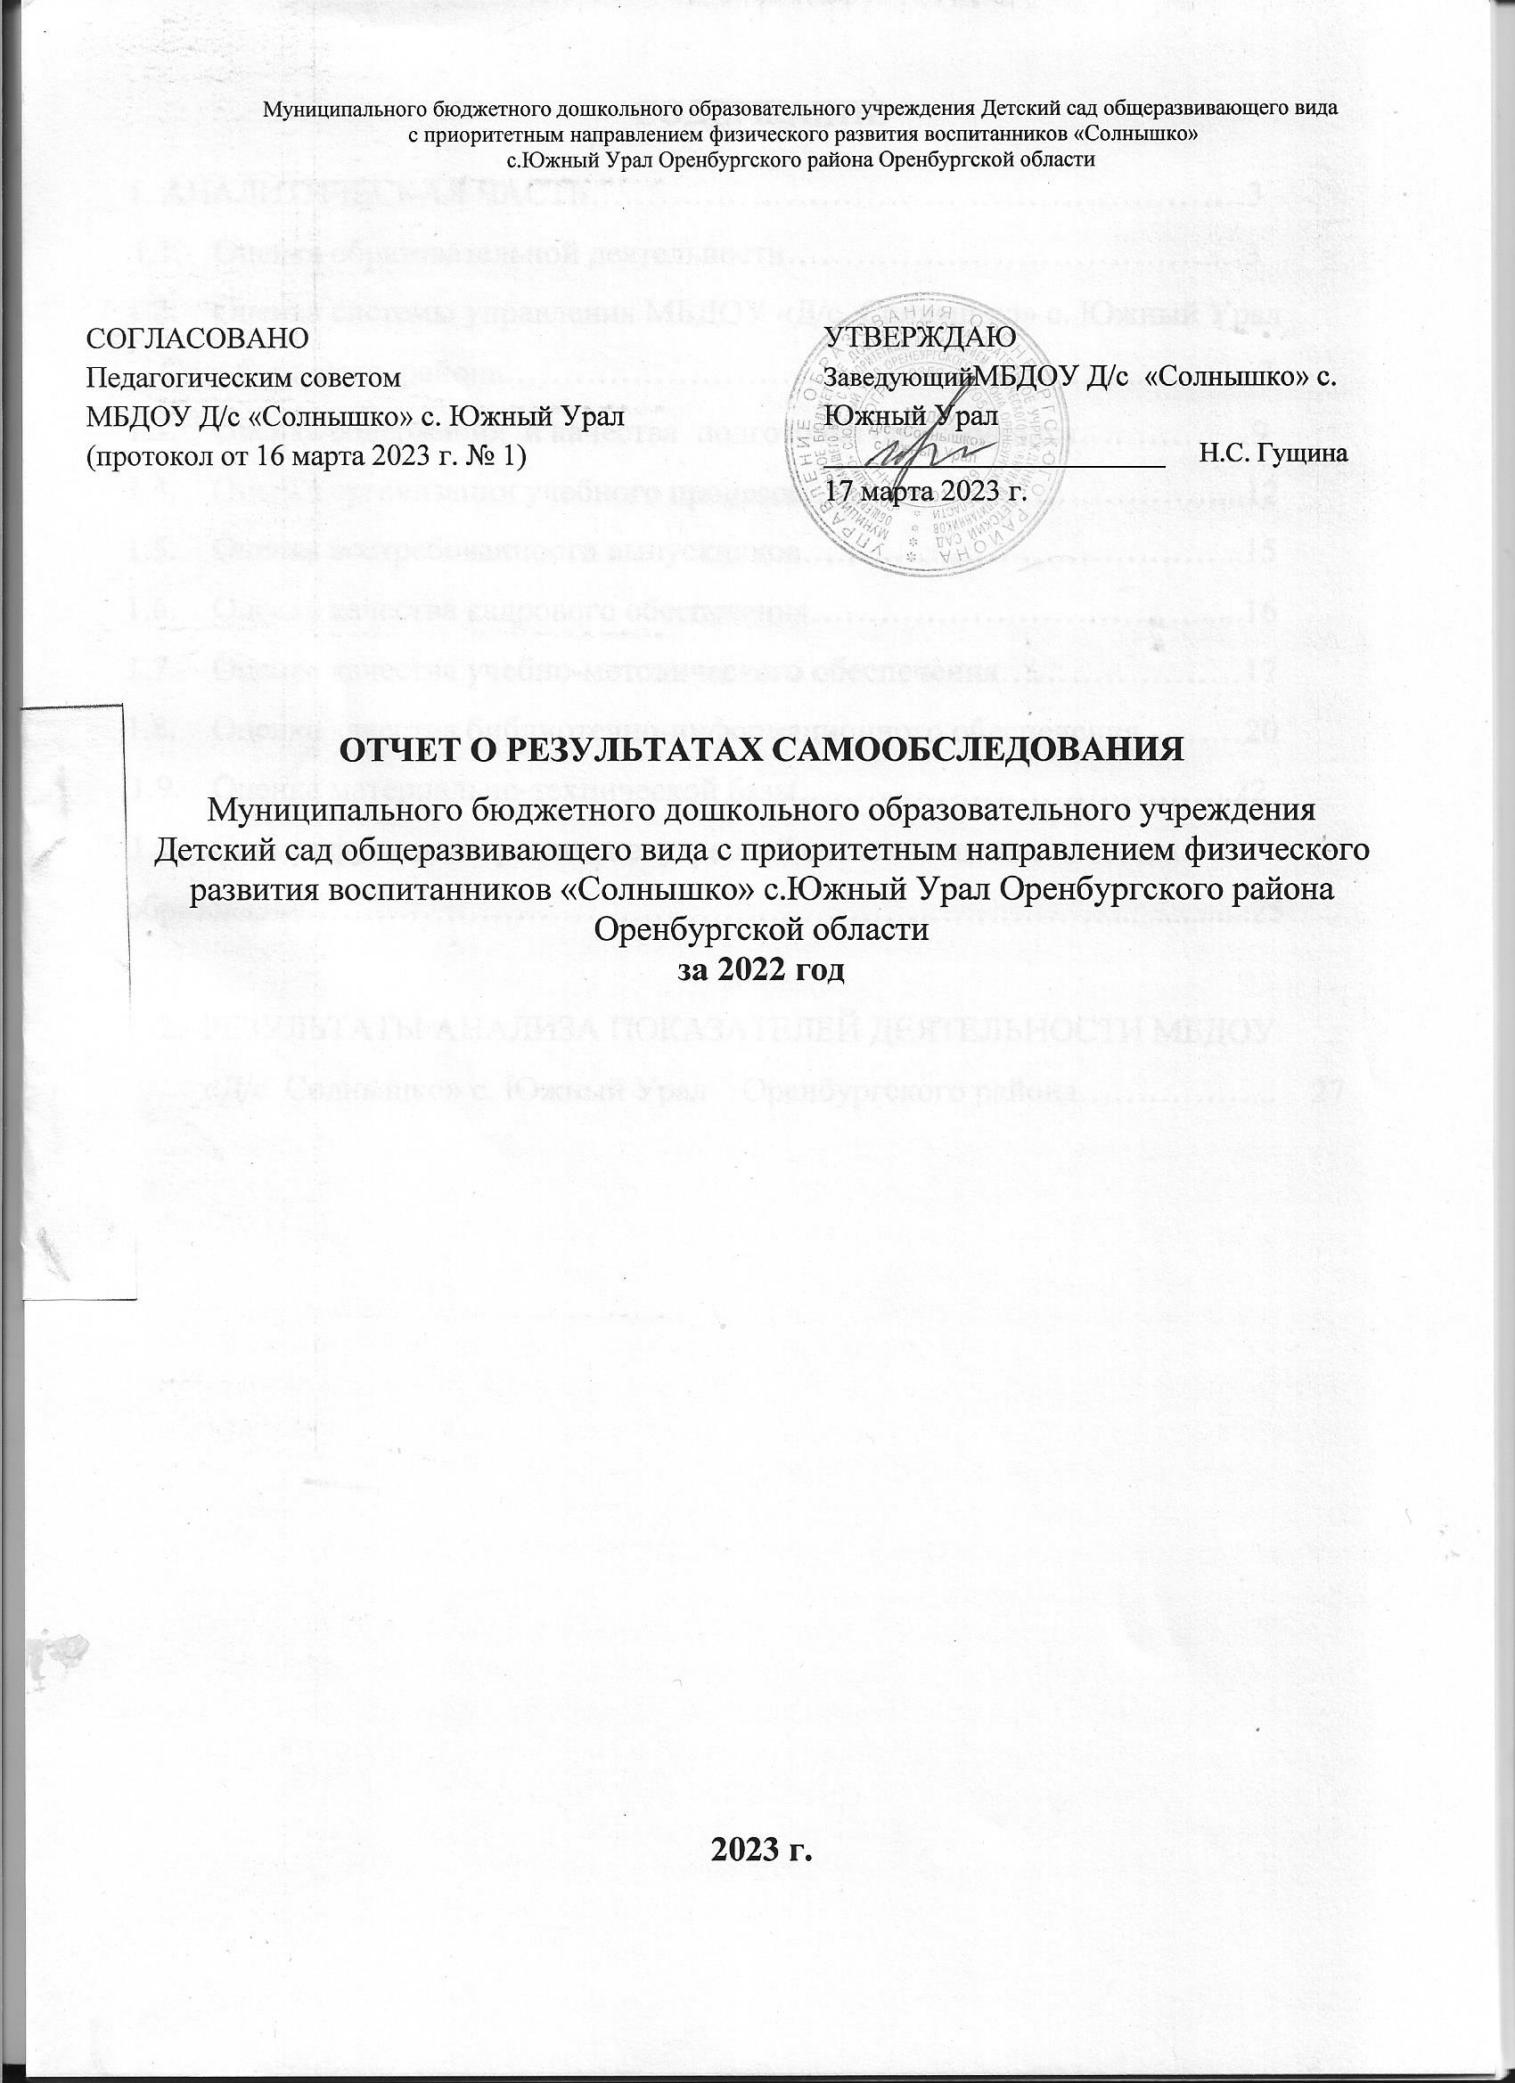 Муниципального бюджетного дошкольного образовательного учреждения Детский сад общеразвивающего вида
с приоритетным направлением физического развития воспитанников «Солнышко»
с.Южный Урал Оренбургского района Оренбургской области
СОГЛАСОВАНО
Педагогическим советом
МБДОУ Д/с «Солнышко» с. Южный Урал
(протокол от 16 марта 2023 г. № 1)
УТВЕРЖДАЮ
ЗаведующийМБДОУ Д/с «Солнышко» с.
Южный Урал
Н.С. Гущина
17 марта 2023 г.
ОТЧЕТ О РЕЗУЛЬТАТАХ САМООБСЛЕДОВАНИЯ
Муниципального бюджетного дошкольного образовательного учреждения
Детский сад общеразвивающего вида с приоритетным направлением физического
развития воспитанников «Солнышко» с.Южный Урал Оренбургского района
Оренбургской области
за 2022 год
2023 г.